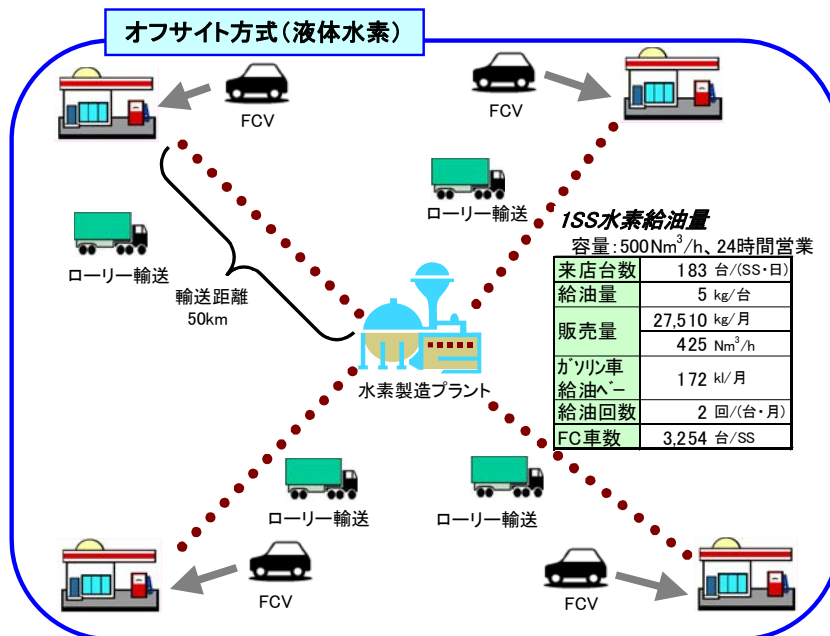 オフサイト方式(液体水素)
FCV
FCV
ローリー輸送
ローリー輸送
輸送距離
50km
水素製造プラント
1SS水素給油量
容量:500Nm³/h、24時間営業
来店台数 183 台/(SS・日)
給油量 5 kg/台
販売量 27,510 kg/月
425 Nm³/h
ガソリン車
給油ベー 172 kl/月
給油回数 2 回/(台・月)
FC車数 3,254 台/SS
ローリー輸送
ローリー輸送
FCV
FCV